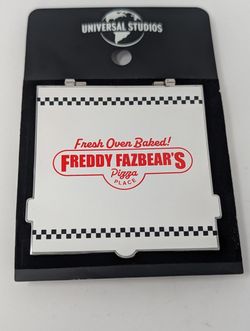 UNIVERSAL STUDIOS
Fresh Oven Baked!
FREDDY FAZBEAR'S
Pizza
PLACE